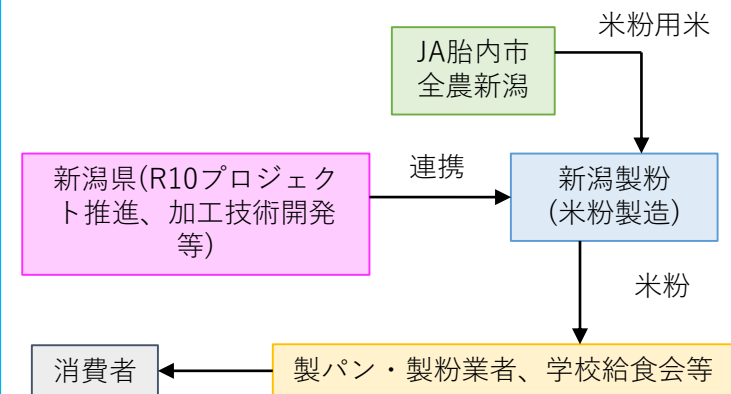 米粉用米
JA胎内市
全農新潟
連携
新潟県(R10プロジェク
ト推進、加工技術開発
等)
新潟製粉
(米粉製造)
米粉
消費者
製パン・製粉業者、学校給食会等